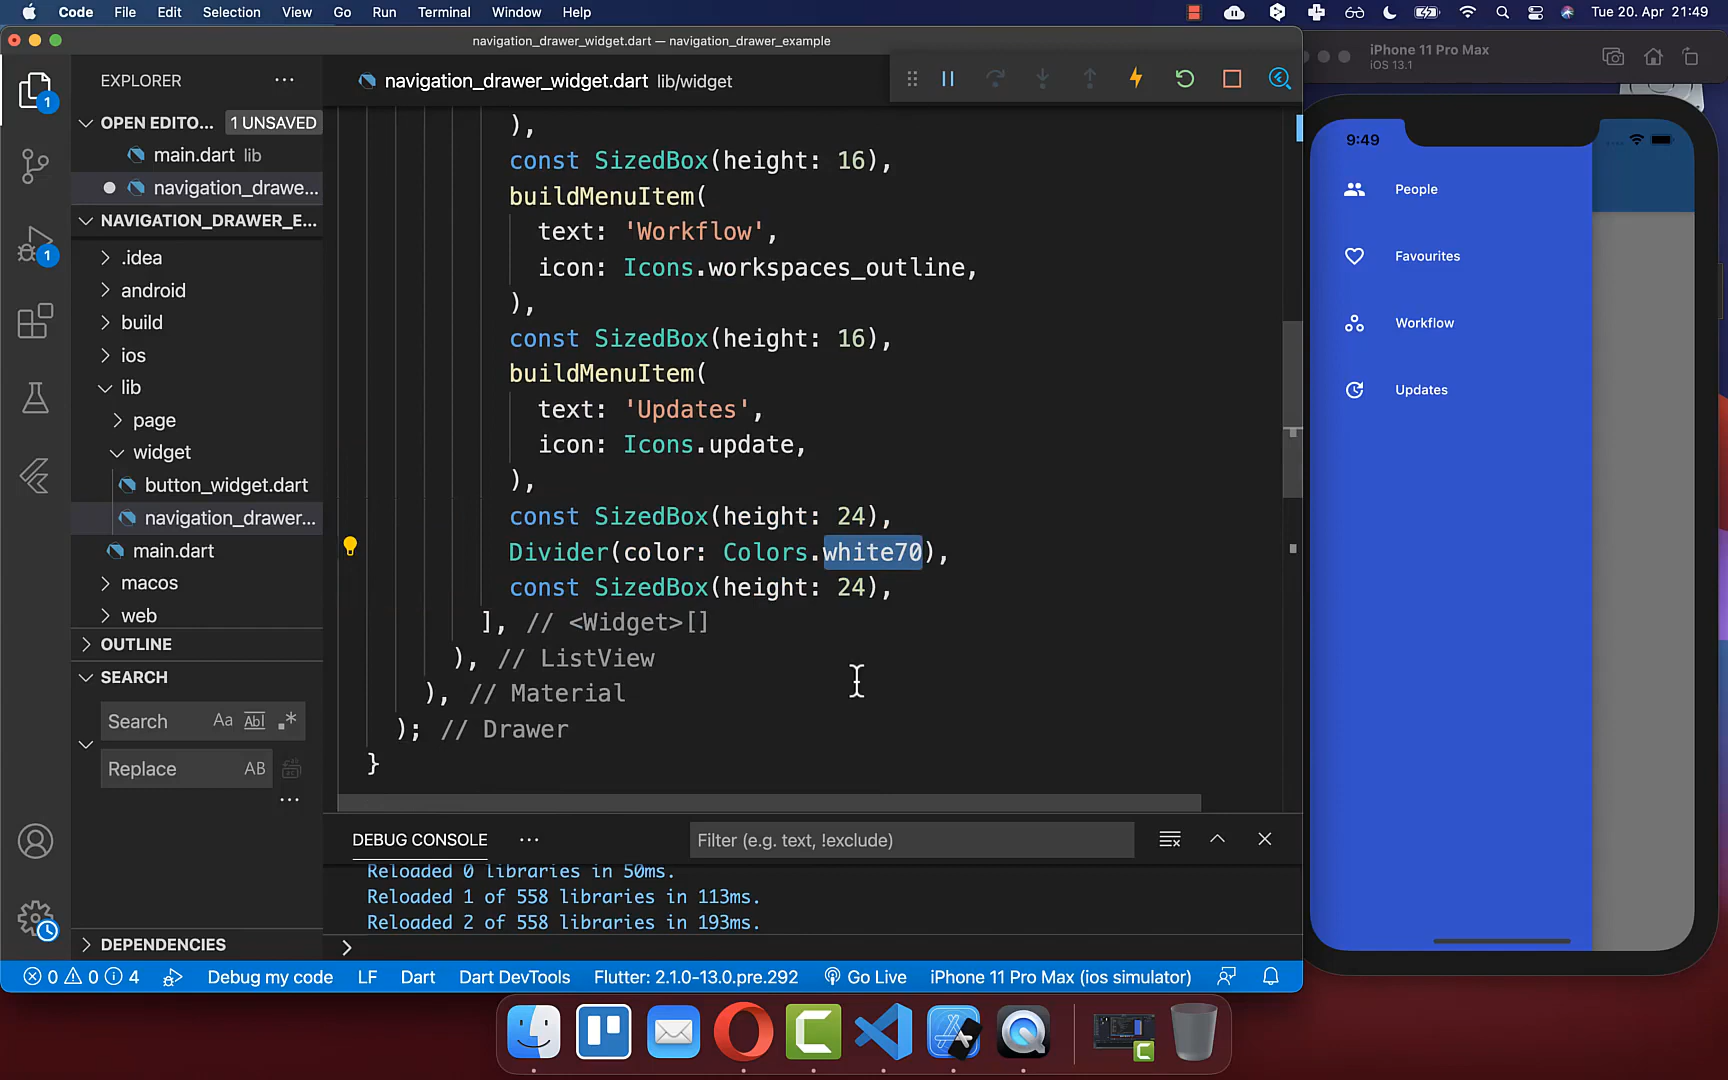 Code File Edit Selection View Go Run Terminal Window Help Tue 20. Apr 21:49
navigation_drawer_widget.dart — navigation_drawer_example
iPhone 11 Pro Max
iOS 13.1
EXPLORER
navigation_drawer_widget.dart lib/widget
OPEN EDITO... 1 UNSAVED
main.dart lib
navigation_drawe...
NAVIGATION_DRAWER_E...
.idea
android
build
ios
lib
page
widget
button_widget.dart
navigation_drawer...
main.dart
macos
web
OUTLINE
SEARCH
Search Aa Abl .*
Replace AB
DEPENDENCIES
1
1
),
const SizedBox(height: 16),
buildMenuItem(
text: 'Workflow',
icon: Icons.workspaces_outline,
),
const SizedBox(height: 16),
buildMenuItem(
text: 'Updates',
icon: Icons.update,
),
const SizedBox(height: 24),
Divider(color: Colors.white70),
const SizedBox(height: 24),
], // <Widget>[]
), // ListView
), // Material
); // Drawer
}
DEBUG CONSOLE ... Filter (e.g. text, !exclude)
Reloaded 0 libraries in 50ms.
Reloaded 1 of 558 libraries in 113ms.
Reloaded 2 of 558 libraries in 193ms.
0 0 4 Debug my code LF Dart Dart DevTools Flutter: 2.1.0-13.0.pre.292 Go Live iPhone 11 Pro Max (ios simulator)
9:49
People
Favourites
Workflow
Updates